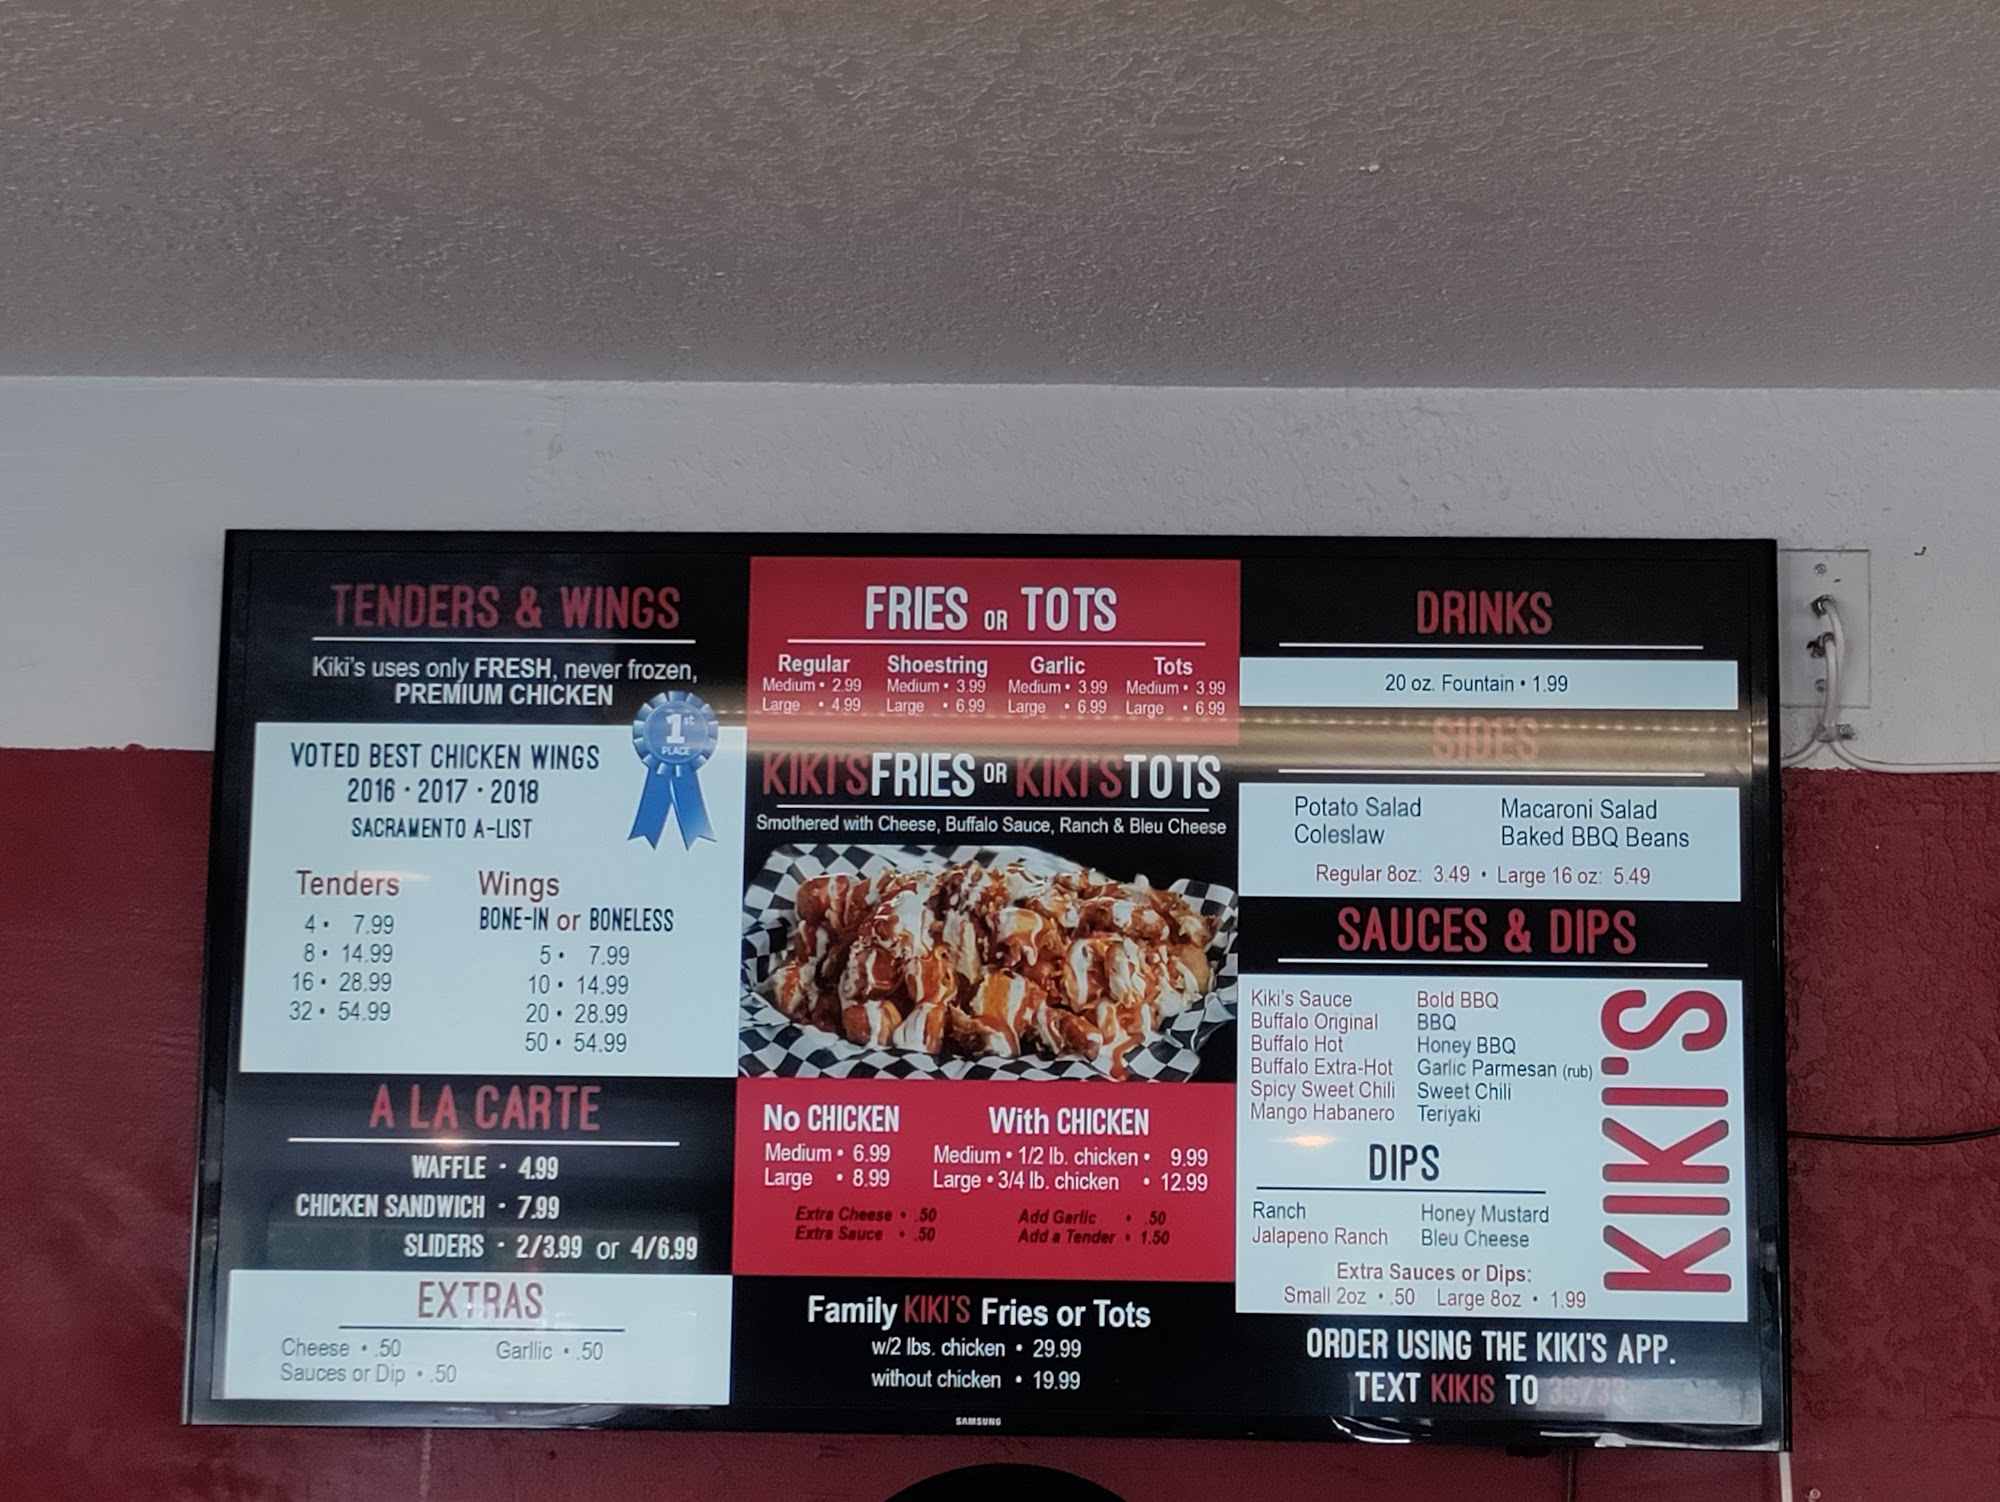 TENDERS & WINGS
Kiki's uses only FRESH, never frozen,
PREMIUM CHICKEN
1st
PLACE
VOTED BEST CHICKEN WINGS
2016 · 2017 · 2018
SACRAMENTO A-LIST
Tenders
4 • 7.99
8 • 14.99
16 • 28.99
32 • 54.99
Wings
BONE-IN or BONELESS
5 • 7.99
10 • 14.99
20 • 28.99
50 • 54.99
A LA CARTE
WAFFLE • 4.99
CHICKEN SANDWICH • 7.99
SLIDERS • 2/3.99 or 4/6.99
EXTRAS
Cheese • .50 Garllic • .50
Sauces or Dip • .50
FRIES OR TOTS
Regular Shoestring Garlic Tots
Medium • 2.99 Medium • 3.99 Medium • 3.99 Medium • 3.99
Large • 4.99 Large • 6.99 Large • 6.99 Large • 6.99
KIKI'S FRIES OR KIKI'S TOTS
Smothered with Cheese, Buffalo Sauce, Ranch & Bleu Cheese
No CHICKEN
Medium • 6.99
Large • 8.99
With CHICKEN
Medium • 1/2 lb. chicken • 9.99
Large • 3/4 lb. chicken • 12.99
Extra Cheese • .50 Add Garlic • .50
Extra Sauce • .50 Add a Tender • 1.50
Family KIKI'S Fries or Tots
w/2 lbs. chicken • 29.99
without chicken • 19.99
SAMSUNG
DRINKS
20 oz. Fountain • 1.99
SIDES
Potato Salad Macaroni Salad
Coleslaw Baked BBQ Beans
Regular 8oz: 3.49 • Large 16 oz: 5.49
SAUCES & DIPS
Kiki's Sauce Bold BBQ
Buffalo Original BBQ
Buffalo Hot Honey BBQ
Buffalo Extra-Hot Garlic Parmesan (rub)
Spicy Sweet Chili Sweet Chili
Mango Habanero Teriyaki
DIPS
Ranch Honey Mustard
Jalapeno Ranch Bleu Cheese
Extra Sauces or Dips:
Small 2oz • .50 Large 8oz • 1.99
KIKI'S
ORDER USING THE KIKI'S APP.
TEXT KIKIS TO